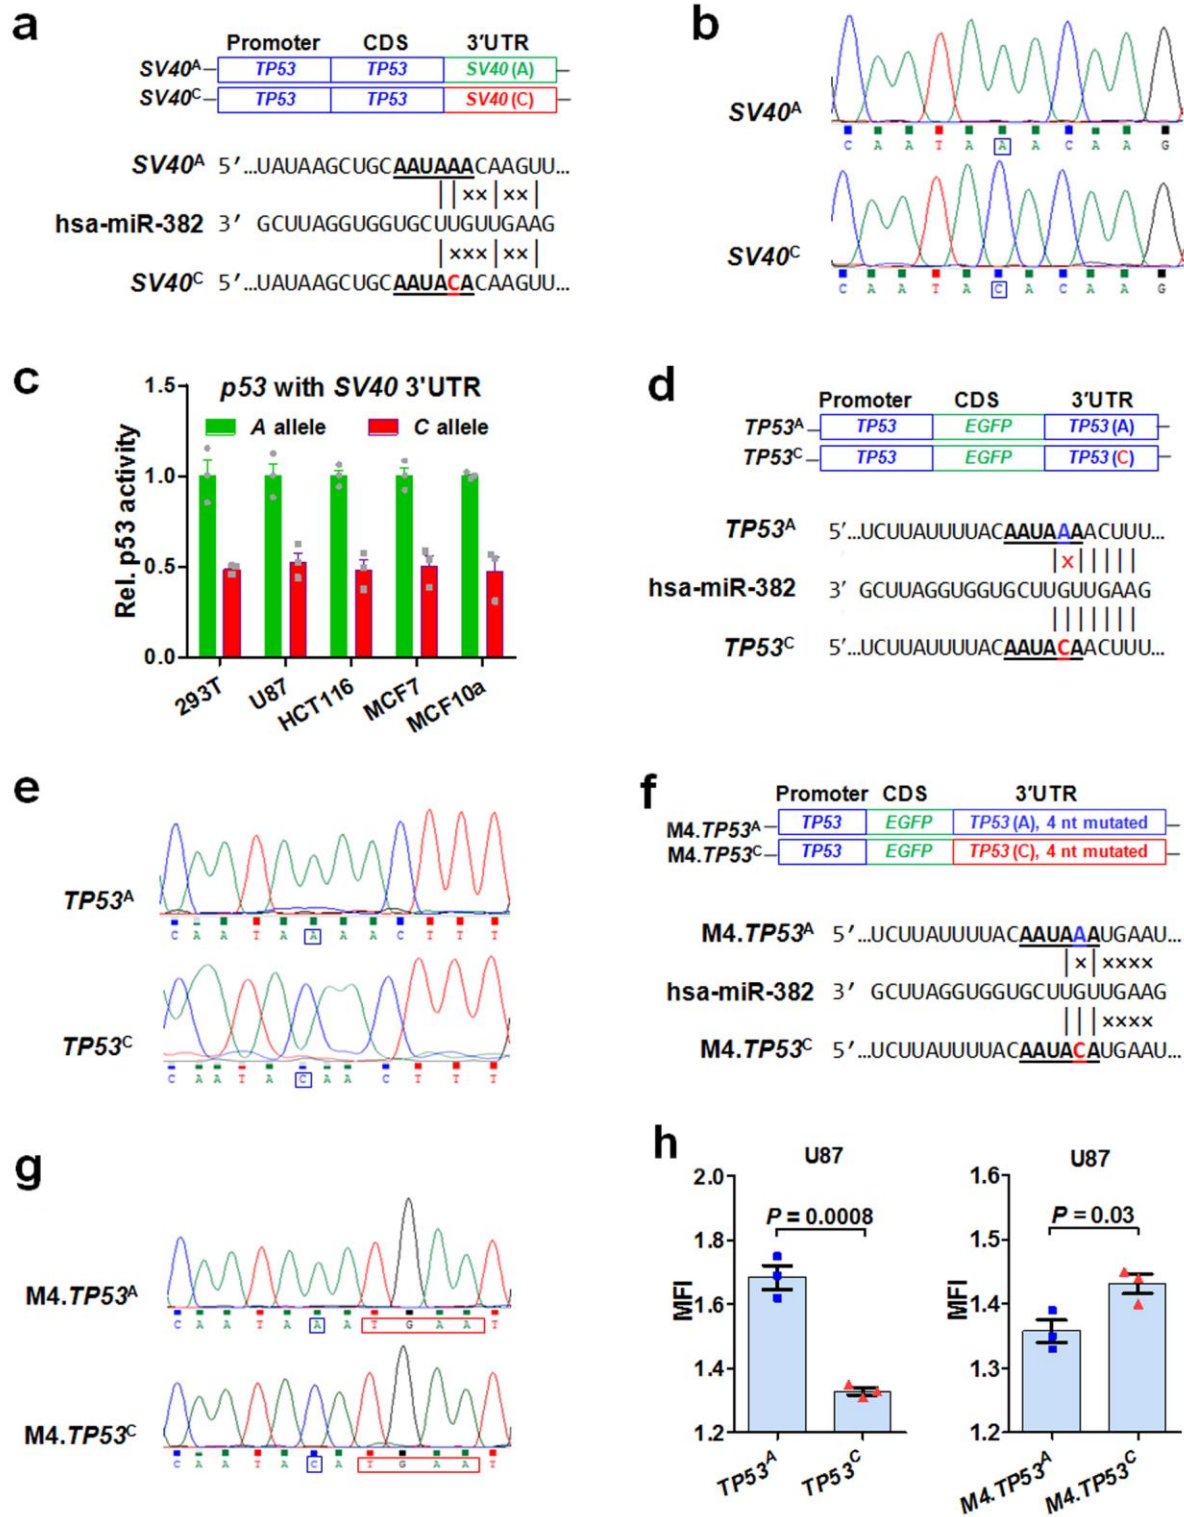 a
Promoter CDS 3′UTR
SV40A TP53 TP53 SV40 (A)
SV40C TP53 TP53 SV40 (C)
SV40A 5′ …UAUAAGCUGCAAUAAACAAGUU…
||××|××|
hsa-miR-382 3′ GCUUAGGUGGUGCUUGUUGAAG
|×××|××|
SV40C 5′ …UAUAAGCUGCAAUACACAAGUU…
b
SV40A
C A A T A A A C A A G
SV40C
C A A T A C A C A A G
c
p53 with SV40 3'UTR
A allele C allele
Rel. p53 activity
1.5
1.0
0.5
0.0
293T U87 HCT116 MCF7 MCF10a
d
Promoter CDS 3′UTR
TP53A TP53 EGFP TP53 (A)
TP53C TP53 EGFP TP53 (C)
TP53A 5′…UCUUAUUUUACAAUAAAACUUU…
|x|||||
hsa-miR-382 3′ GCUUAGGUGGUGCUUGUUGAAG
|||||||
TP53C 5′…UCUUAUUUUACAAUACAACUUU…
e
TP53A
C A A T A A A A C T T T
TP53C
C A A T A C A A C T T T
f
Promoter CDS 3′UTR
M4.TP53A TP53 EGFP TP53 (A), 4 nt mutated
M4.TP53C TP53 EGFP TP53 (C), 4 nt mutated
M4.TP53A 5′…UCUUAUUUUACAAUAAAUGAAU…
|×|××××
hsa-miR-382 3′ GCUUAGGUGGUGCUUGUUGAAG
|||××××
M4.TP53C 5′…UCUUAUUUUACAAUACAUGAAU…
g
M4.TP53A
C A A T A A A T G A A T
M4.TP53C
C A A T A C A T G A A T
h
U87
P = 0.0008
MFI
2.0
1.8
1.6
1.4
1.2
TP53A TP53C
U87
P = 0.03
MFI
1.6
1.5
1.4
1.3
1.2
M4.TP53A M4.TP53C